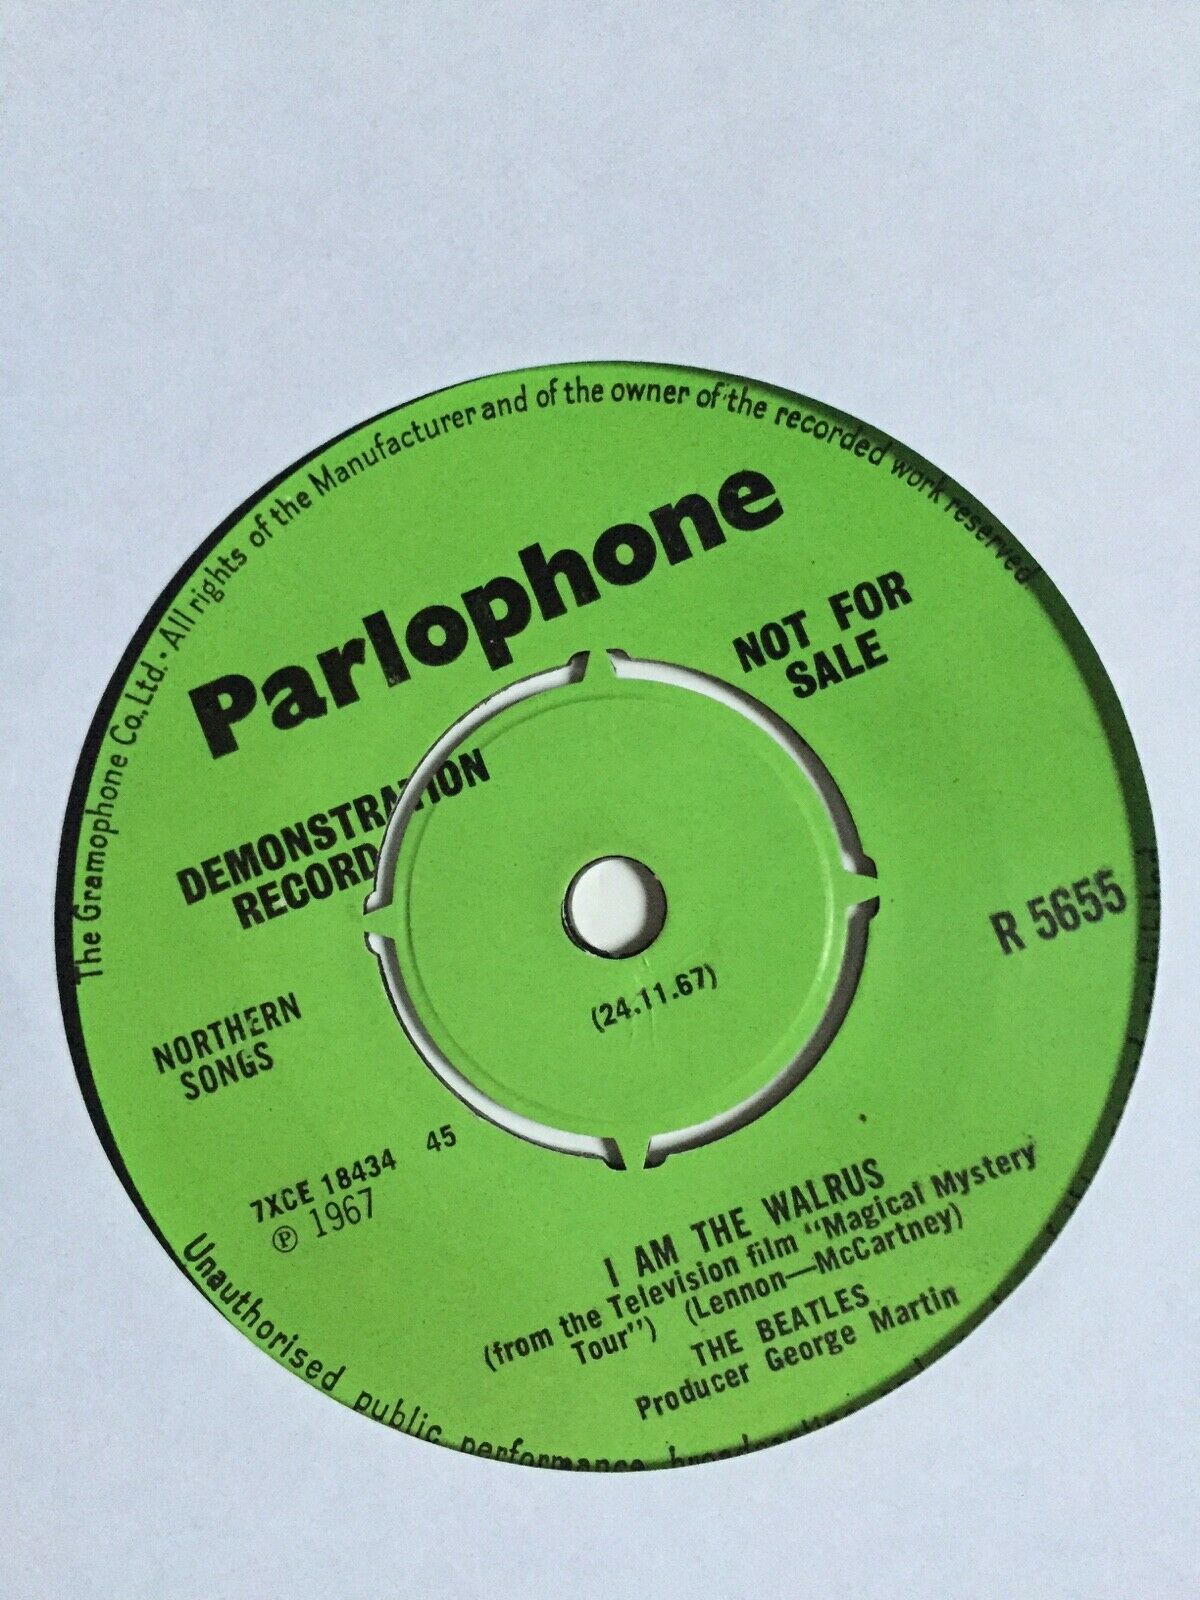 The Gramophone Co., Ltd. · All rights of the Manufacturer and of the owner of the recorded work reserved
Parlophone
NOT FOR
SALE
DEMONSTRATION
RECORD
R 5655
(24.11.67)
NORTHERN
SONGS
7XCE 18434 45
℗ 1967
I AM THE WALRUS
(from the Television film "Magical Mystery
Tour") (Lennon—McCartney)
THE BEATLES
Producer George Martin
Unauthorised public performance